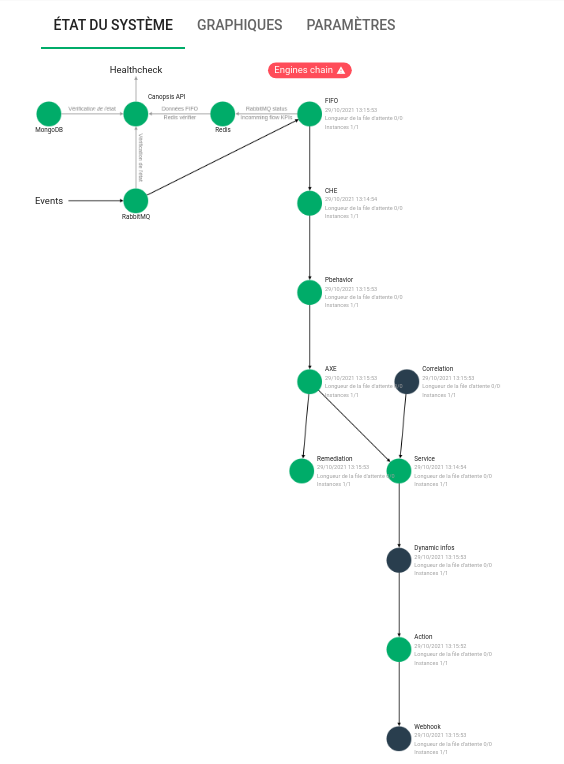 ÉTAT DU SYSTÈME
GRAPHIQUES
PARAMÈTRES
Healthcheck
Engines chain
Canopsis API
FIFO
29/10/2021 13:15:53
Longueur de la file d'attente 0/0
Instances 1/1
Vérification de l'état
Données FIFO
Redis vérifier
RabbitMQ status
Incomming flow KPIs
MongoDB
Redis
Vérification de l'état
CHE
29/10/2021 13:14:54
Longueur de la file d'attente 0/0
Instances 1/1
Events
RabbitMQ
Pbehavior
29/10/2021 13:15:53
Longueur de la file d'attente 0/0
Instances 1/1
AXE
29/10/2021 13:15:53
Longueur de la file d'attente 0/0
Instances 1/1
Correlation
29/10/2021 13:15:53
Longueur de la file d'attente 0/0
Instances 1/1
Remediation
29/10/2021 13:15:53
Longueur de la file d'attente 0/0
Instances 1/1
Service
29/10/2021 13:14:54
Longueur de la file d'attente 0/0
Instances 1/1
Dynamic infos
29/10/2021 13:15:53
Longueur de la file d'attente 0/0
Instances 1/1
Action
29/10/2021 13:15:52
Longueur de la file d'attente 0/0
Instances 1/1
Webhook
29/10/2021 13:15:53
Longueur de la file d'attente 0/0
Instances 1/1